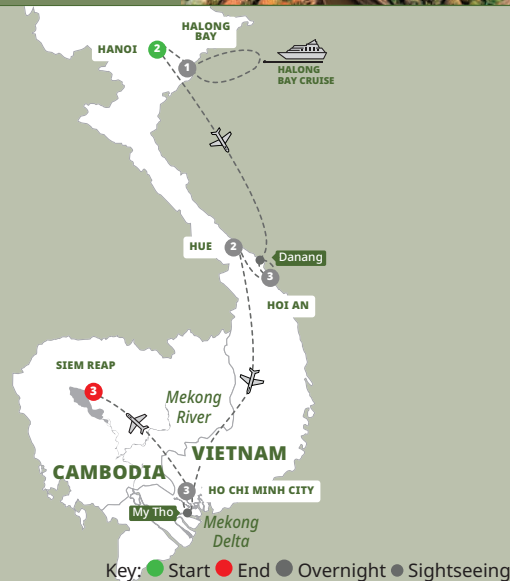 HALONG
BAY
HANOI
2
1
HALONG
BAY CRUISE
HUE
2
Danang
3
HOI AN
SIEM REAP
3
Mekong
River
VIETNAM
CAMBODIA
3
HO CHI MINH CITY
My Tho
Mekong
Delta
Key: Start End Overnight Sightseeing